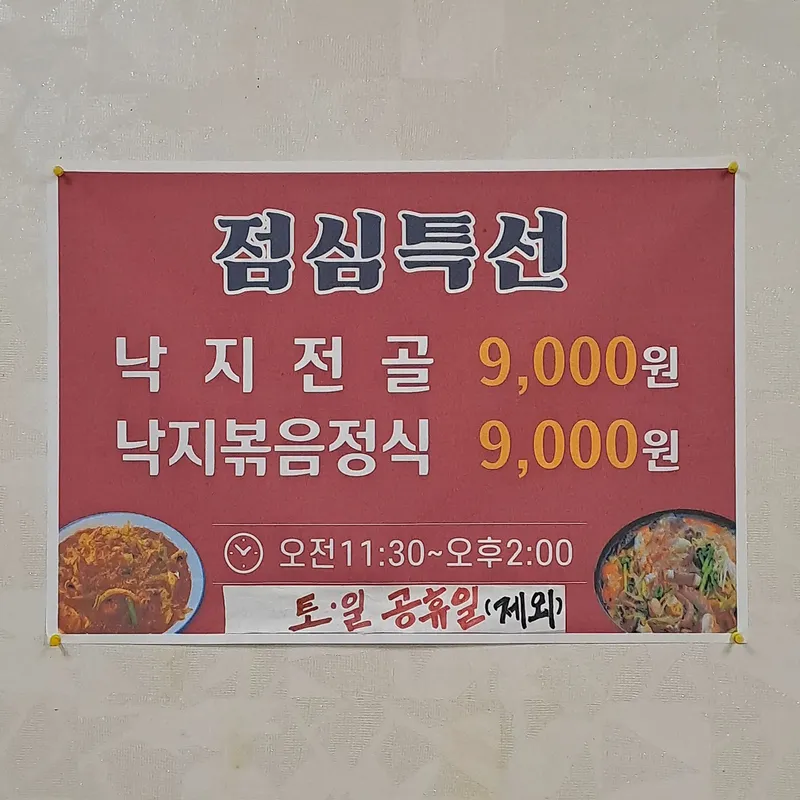 점심특선
낙지전골 9,000원
낙지볶음정식 9,000원
오전11:30~오후2:00
토·일 공휴일(제외)